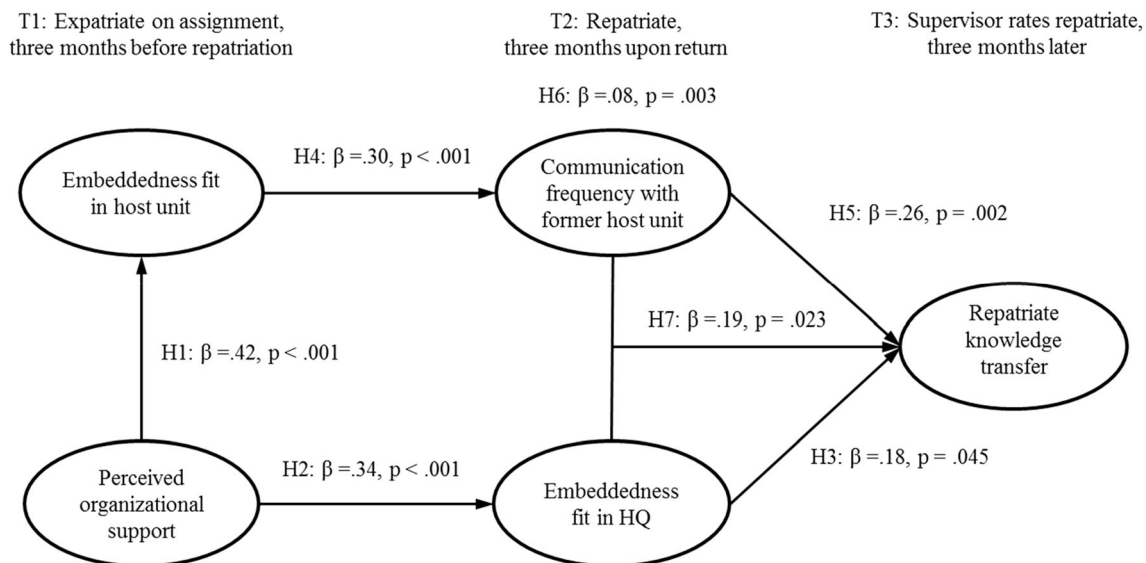 T1: Expatriate on assignment,
three months before repatriation
T2: Repatriate,
three months upon return
T3: Supervisor rates repatriate,
three months later
H6: β =.08, p = .003
Embeddedness fit
in host unit
H4: β =.30, p < .001
Communication
frequency with
former host unit
H5: β =.26, p = .002
H1: β =.42, p < .001
H7: β =.19, p = .023
Repatriate
knowledge
transfer
Perceived
organizational
support
H2: β =.34, p < .001
Embeddedness
fit in HQ
H3: β =.18, p = .045